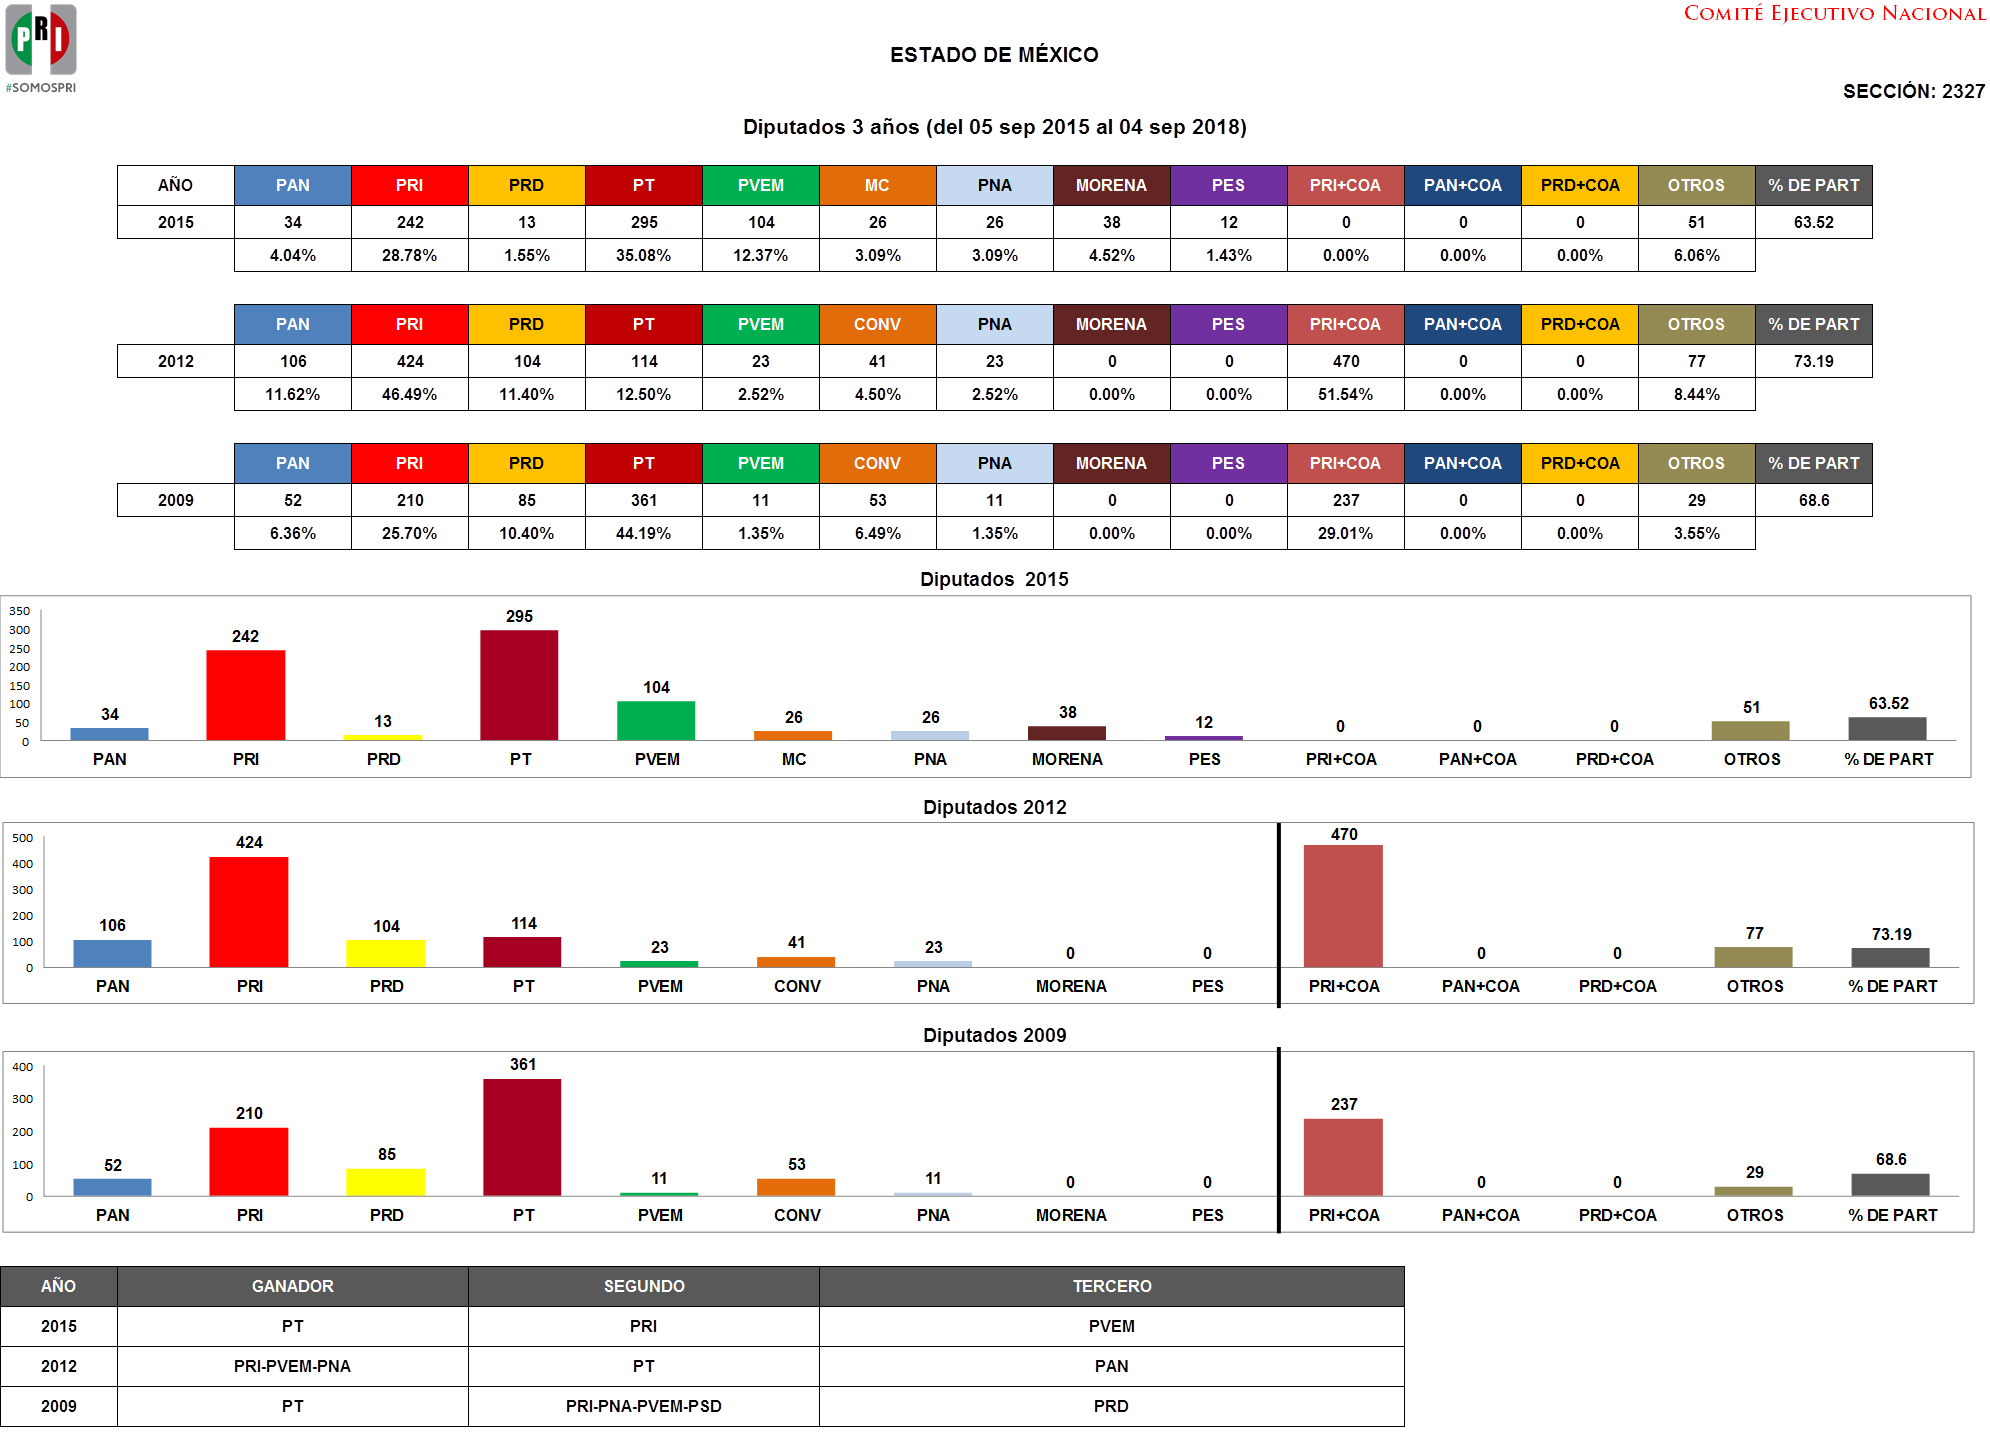 PRI
#SOMOSPRI
COMITÉ EJECUTIVO NACIONAL
ESTADO DE MÉXICO
SECCIÓN: 2327
Diputados 3 años (del 05 sep 2015 al 04 sep 2018)
AÑO PAN PRI PRD PT PVEM MC PNA MORENA PES PRI+COA PAN+COA PRD+COA OTROS % DE PART
2015 34 242 13 295 104 26 26 38 12 0 0 0 51 63.52
4.04% 28.78% 1.55% 35.08% 12.37% 3.09% 3.09% 4.52% 1.43% 0.00% 0.00% 0.00% 6.06%
PAN PRI PRD PT PVEM CONV PNA MORENA PES PRI+COA PAN+COA PRD+COA OTROS % DE PART
2012 106 424 104 114 23 41 23 0 0 470 0 0 77 73.19
11.62% 46.49% 11.40% 12.50% 2.52% 4.50% 2.52% 0.00% 0.00% 51.54% 0.00% 0.00% 8.44%
PAN PRI PRD PT PVEM CONV PNA MORENA PES PRI+COA PAN+COA PRD+COA OTROS % DE PART
2009 52 210 85 361 11 53 11 0 0 237 0 0 29 68.6
6.36% 25.70% 10.40% 44.19% 1.35% 6.49% 1.35% 0.00% 0.00% 29.01% 0.00% 0.00% 3.55%
Diputados 2015
350
300
250
200
150
100
50
0
34 242 13 295 104 26 26 38 12 0 0 0 51 63.52
PAN PRI PRD PT PVEM MC PNA MORENA PES PRI+COA PAN+COA PRD+COA OTROS % DE PART
Diputados 2012
500
400
300
200
100
0
106 424 104 114 23 41 23 0 0 470 0 0 77 73.19
PAN PRI PRD PT PVEM CONV PNA MORENA PES PRI+COA PAN+COA PRD+COA OTROS % DE PART
Diputados 2009
400
300
200
100
0
52 210 85 361 11 53 11 0 0 237 0 0 29 68.6
PAN PRI PRD PT PVEM CONV PNA MORENA PES PRI+COA PAN+COA PRD+COA OTROS % DE PART
AÑO GANADOR SEGUNDO TERCERO
2015 PT PRI PVEM
2012 PRI-PVEM-PNA PT PAN
2009 PT PRI-PNA-PVEM-PSD PRD